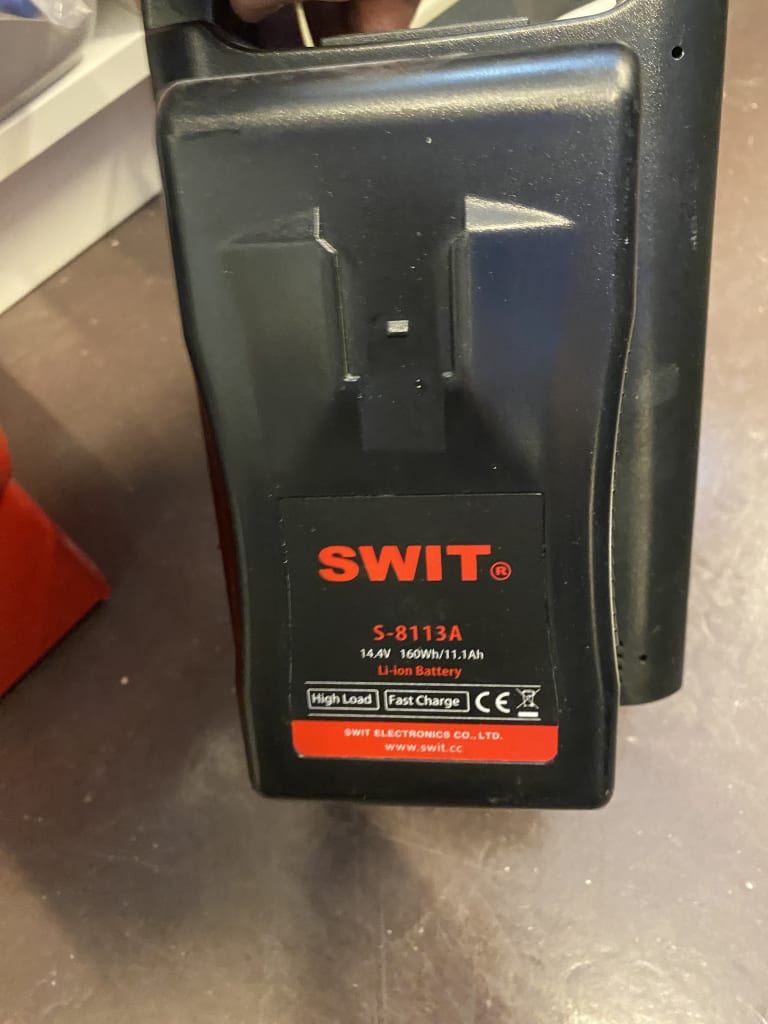 SWIT®
S-8113A
14.4V 160Wh/11.1Ah
Li-ion Battery
High Load Fast Charge CE
SWIT ELECTRONICS CO., LTD.
www.swit.cc